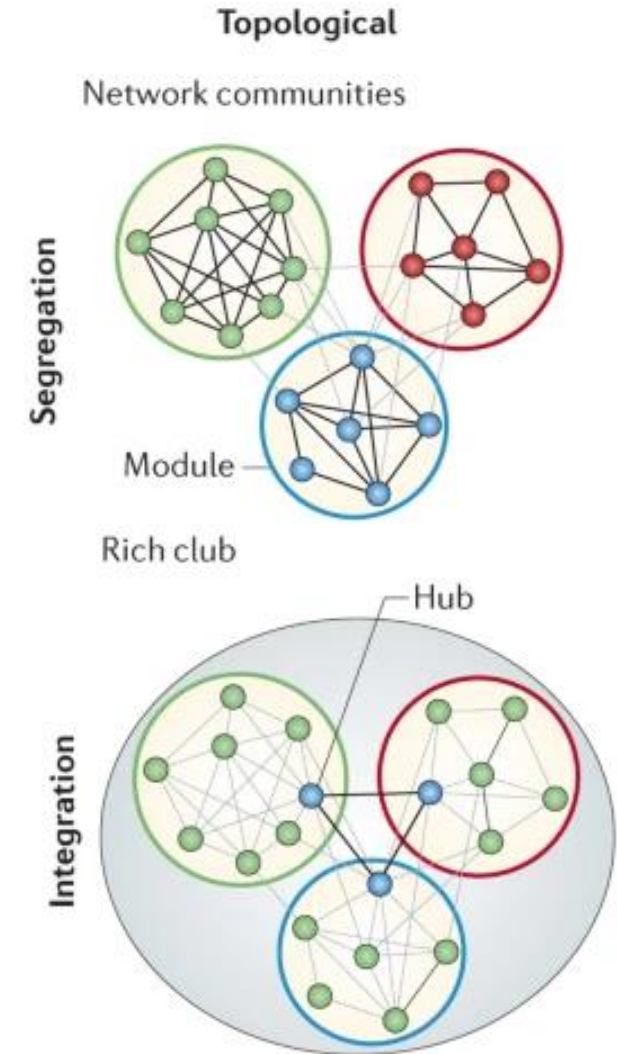 Topological
Network communities
Segregation
Module
Rich club
Hub
Integration